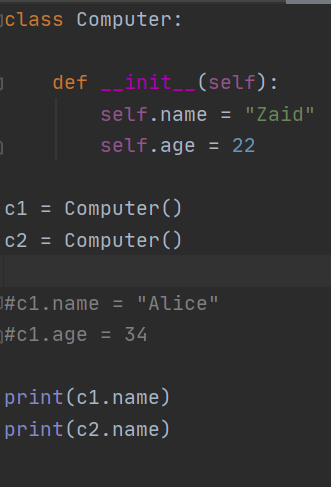 class Computer:
    def __init__(self):
        self.name = "Zaid"
        self.age = 22
c1 = Computer()
c2 = Computer()
#c1.name = "Alice"
#c1.age = 34
print(c1.name)
print(c2.name)